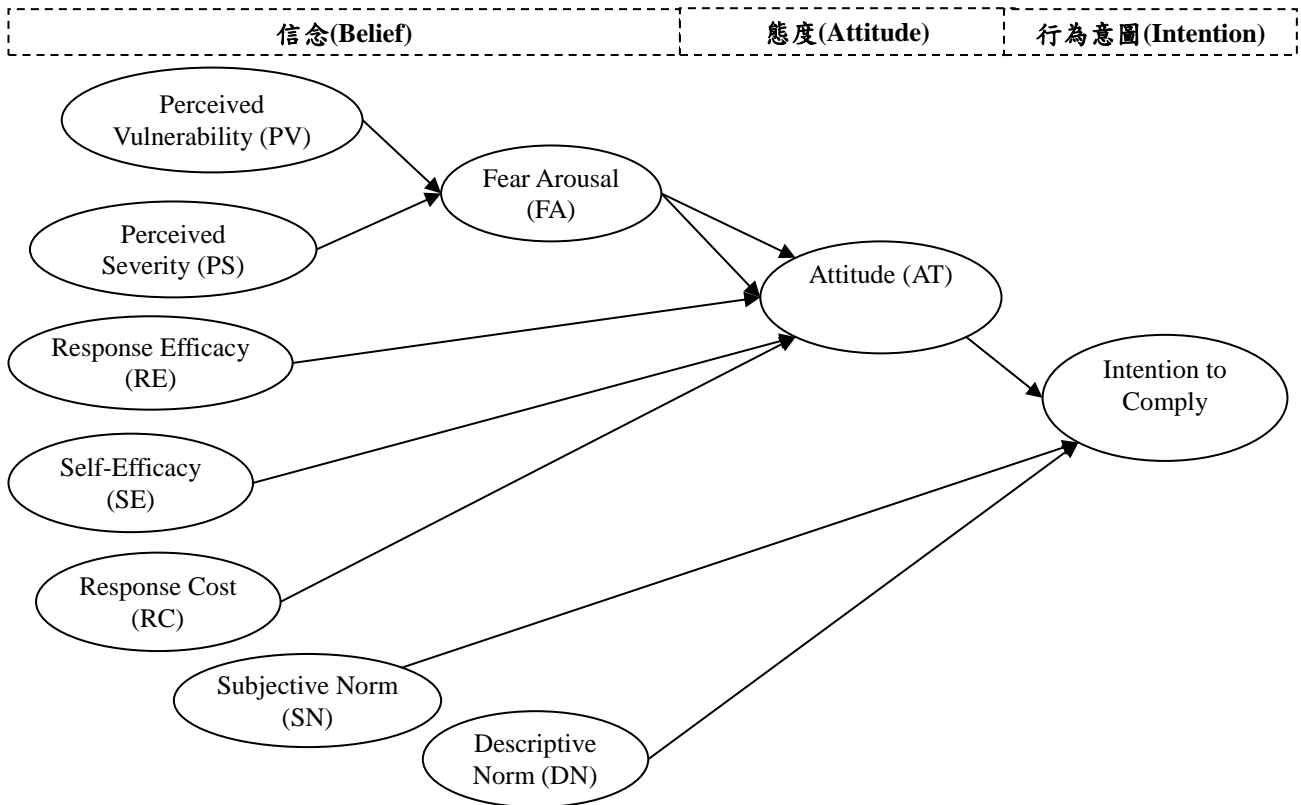 信念(Belief)
態度(Attitude)
行為意圖(Intention)
Perceived
Vulnerability (PV)
Fear Arousal
(FA)
Perceived
Severity (PS)
Attitude (AT)
Response Efficacy
(RE)
Intention to
Comply
Self-Efficacy
(SE)
Response Cost
(RC)
Subjective Norm
(SN)
Descriptive
Norm (DN)